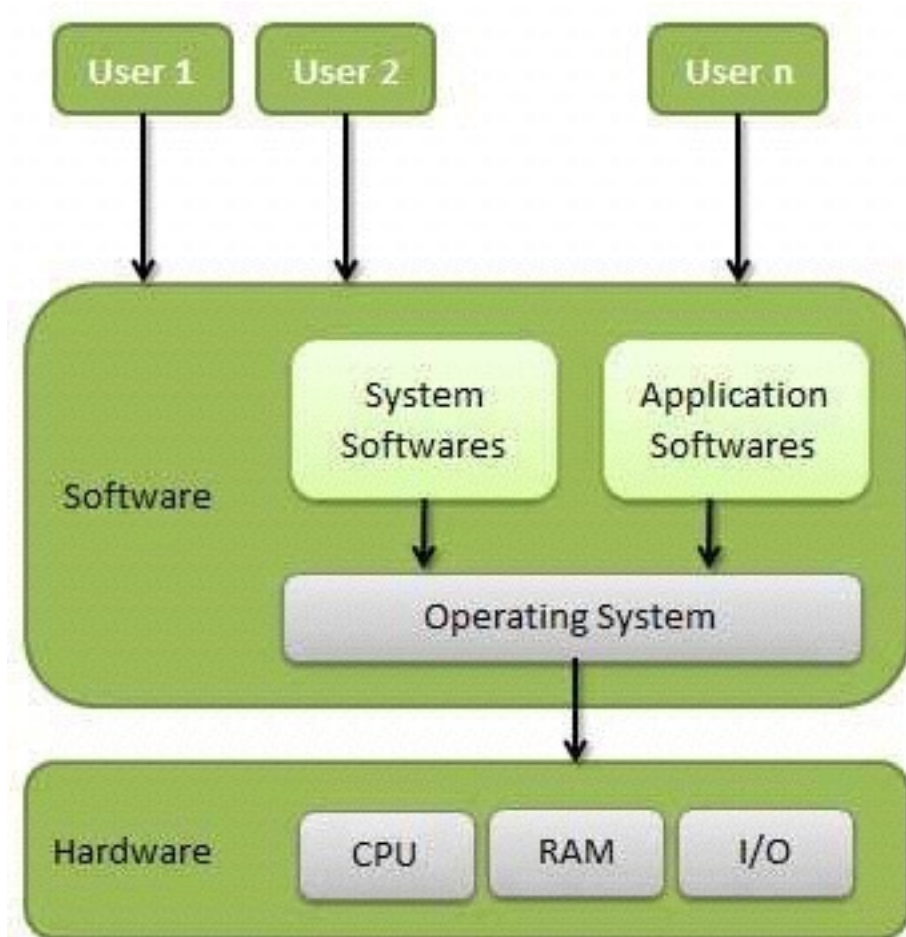 User 1
User 2
User n
System
Softwares
Application
Softwares
Software
Operating System
Hardware
CPU
RAM
I/O